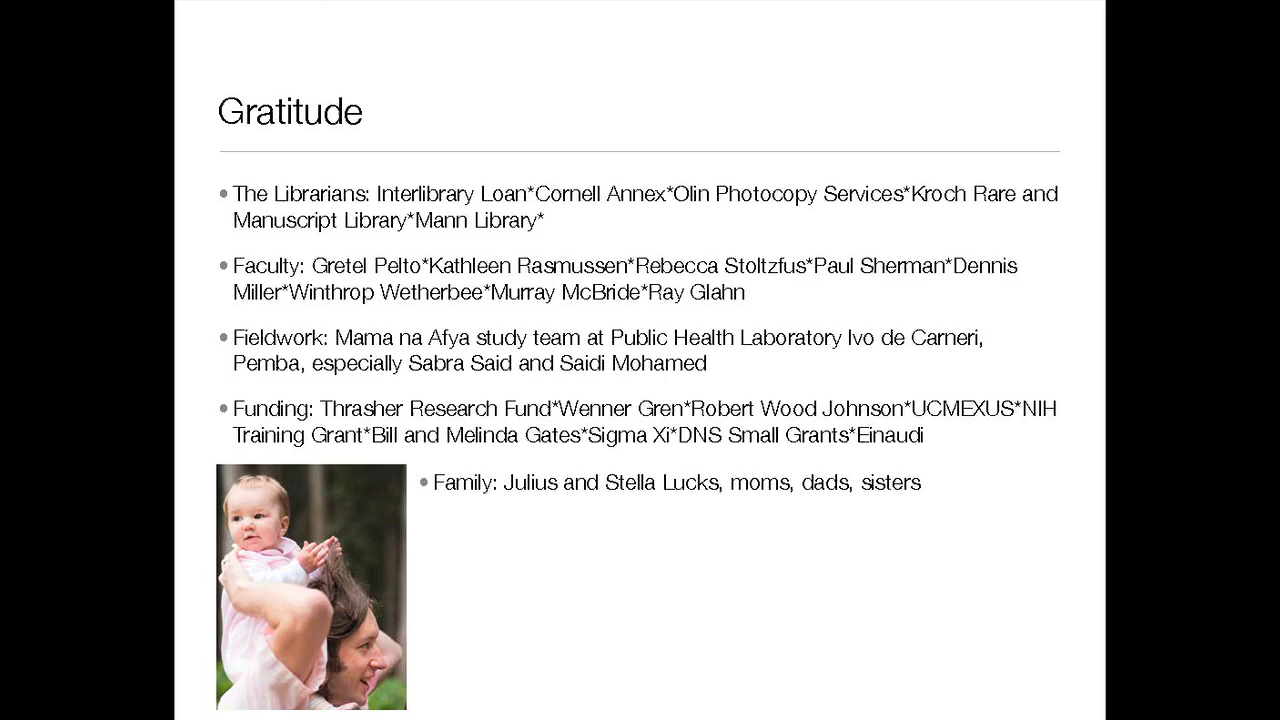 Gratitude
• The Librarians: Interlibrary Loan*Cornell Annex*Olin Photocopy Services*Kroch Rare and
Manuscript Library*Mann Library*
• Faculty: Gretel Pelto*Kathleen Rasmussen*Rebecca Stoltzfus*Paul Sherman*Dennis
Miller*Winthrop Wetherbee*Murray McBride*Ray Glahn
• Fieldwork: Mama na Afya study team at Public Health Laboratory Ivo de Carneri,
Pemba, especially Sabra Said and Saidi Mohamed
• Funding: Thrasher Research Fund*Wenner Gren*Robert Wood Johnson*UCMEXUS*NIH
Training Grant*Bill and Melinda Gates*Sigma Xi*DNS Small Grants*Einaudi
• Family: Julius and Stella Lucks, moms, dads, sisters